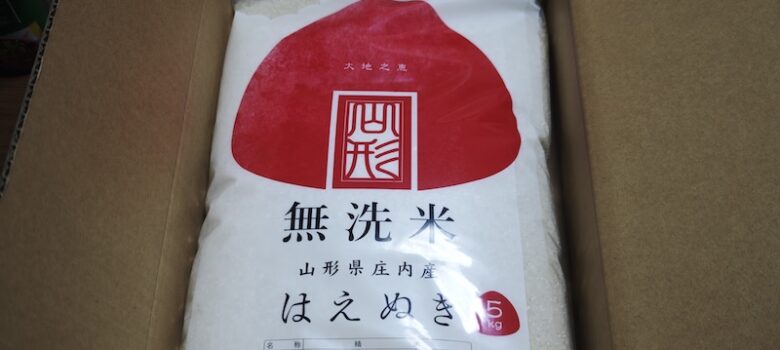 大地之恵
山形
無洗米
山形県庄内産
はえぬき
5kg
名称
精